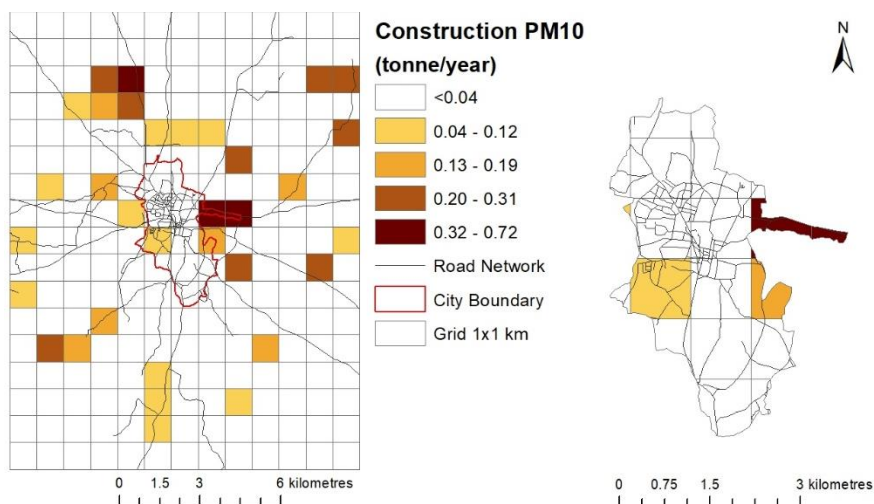 Construction PM10
(tonne/year)
<0.04
0.04 - 0.12
0.13 - 0.19
0.20 - 0.31
0.32 - 0.72
Road Network
City Boundary
Grid 1x1 km
N
0 1.5 3 6 kilometres
0 0.75 1.5 3 kilometres